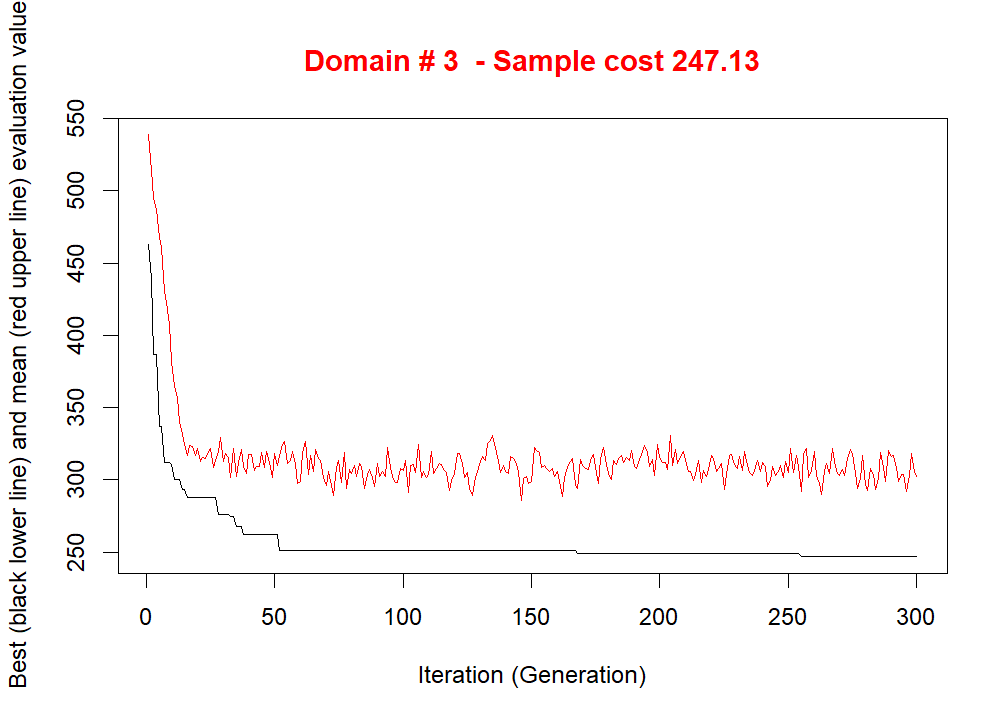 Domain # 3  - Sample cost 247.13
Best (black lower line) and mean (red upper line) evaluation value
550
500
450
400
350
300
250
0 50 100 150 200 250 300
Iteration (Generation)